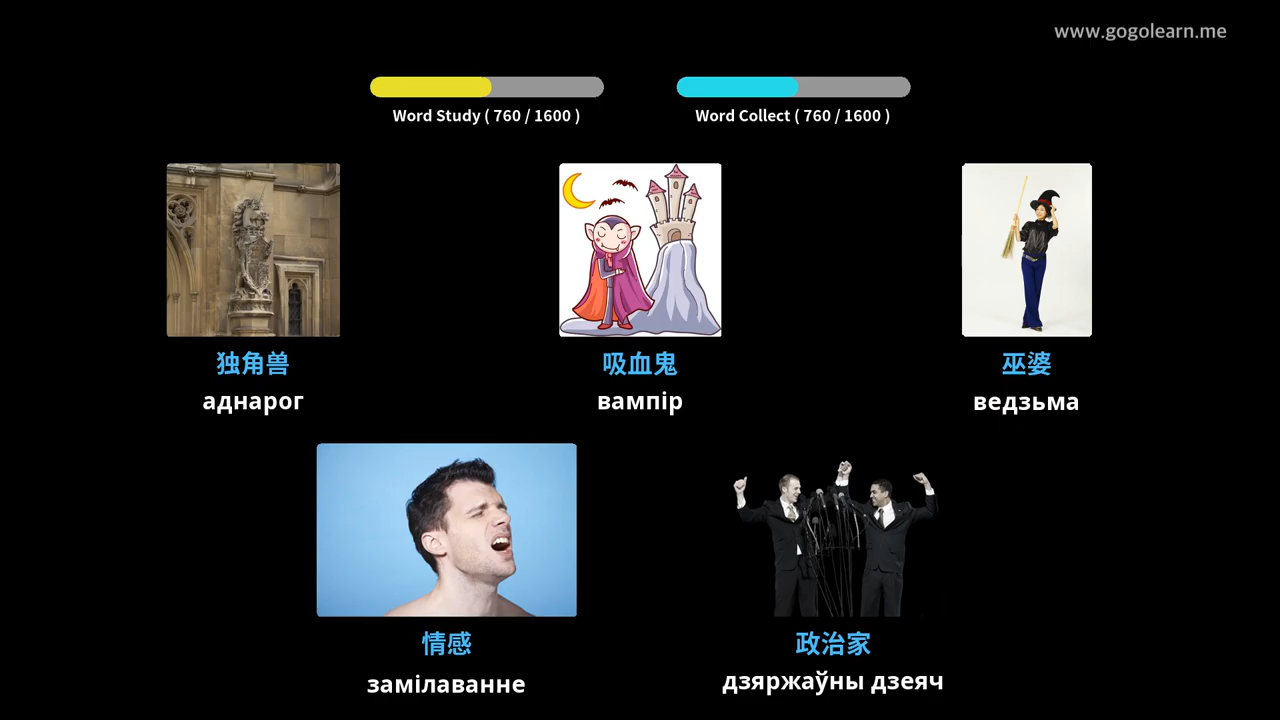 www.gogolearn.me
Word Study ( 760 / 1600 )
Word Collect ( 760 / 1600 )
独角兽
аднарог
吸血鬼
вампір
巫婆
ведзьма
情感
замілаванне
政治家
дзяржаўны дзеяч